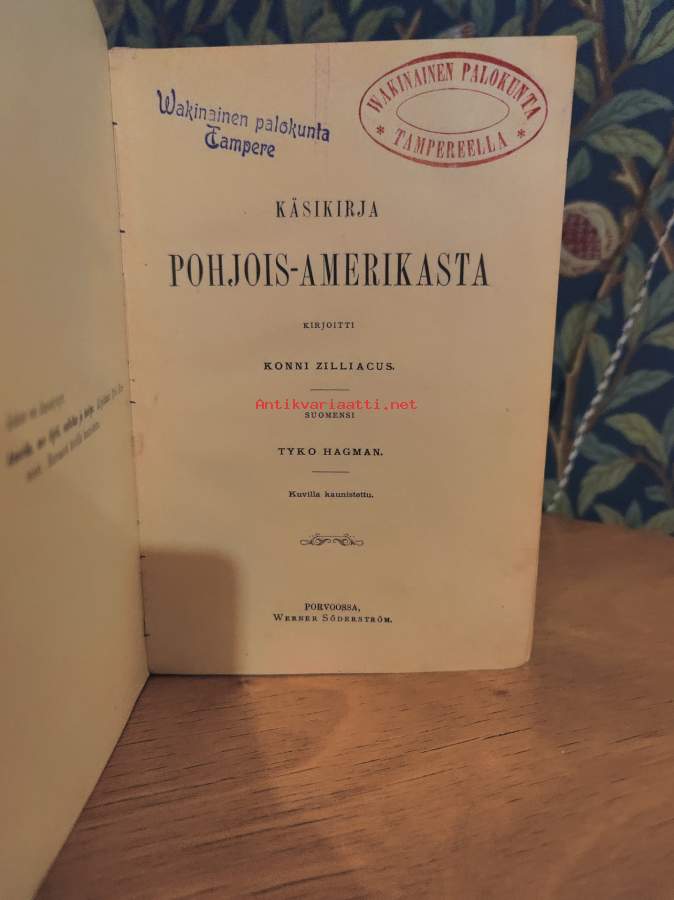 Wakinainen palokunta
Tampere
WAKINAINEN PALOKUNTA
* TAMPEREELLA *
KÄSIKIRJA
POHJOIS-AMERIKASTA
KIRJOITTI
KONNI ZILLIACUS.
Antikvariaatti.net
SUOMENSI
TYKO HAGMAN.
Kuvilla kaunistettu.
PORVOOSSA,
WERNER SÖDERSTRÖM.